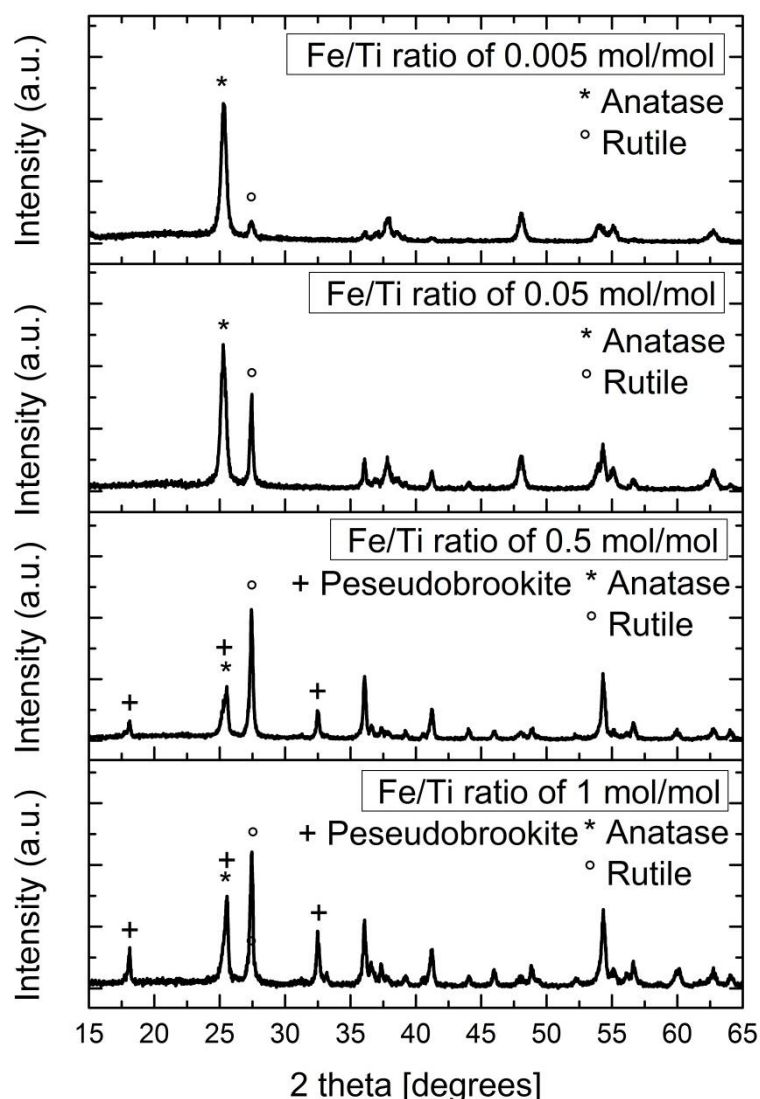 Fe/Ti ratio of 0.005 mol/mol
* Anatase
° Rutile
*
°
Intensity (a.u.)
Fe/Ti ratio of 0.05 mol/mol
* Anatase
° Rutile
*
°
Intensity (a.u.)
Fe/Ti ratio of 0.5 mol/mol
+ Peseudobrookite * Anatase
° Rutile
°
+
*
+
+
Intensity (a.u.)
Fe/Ti ratio of 1 mol/mol
+ Peseudobrookite * Anatase
° Rutile
°
+
*
+
+
°
Intensity (a.u.)
15 20 25 30 35 40 45 50 55 60 65
2 theta [degrees]